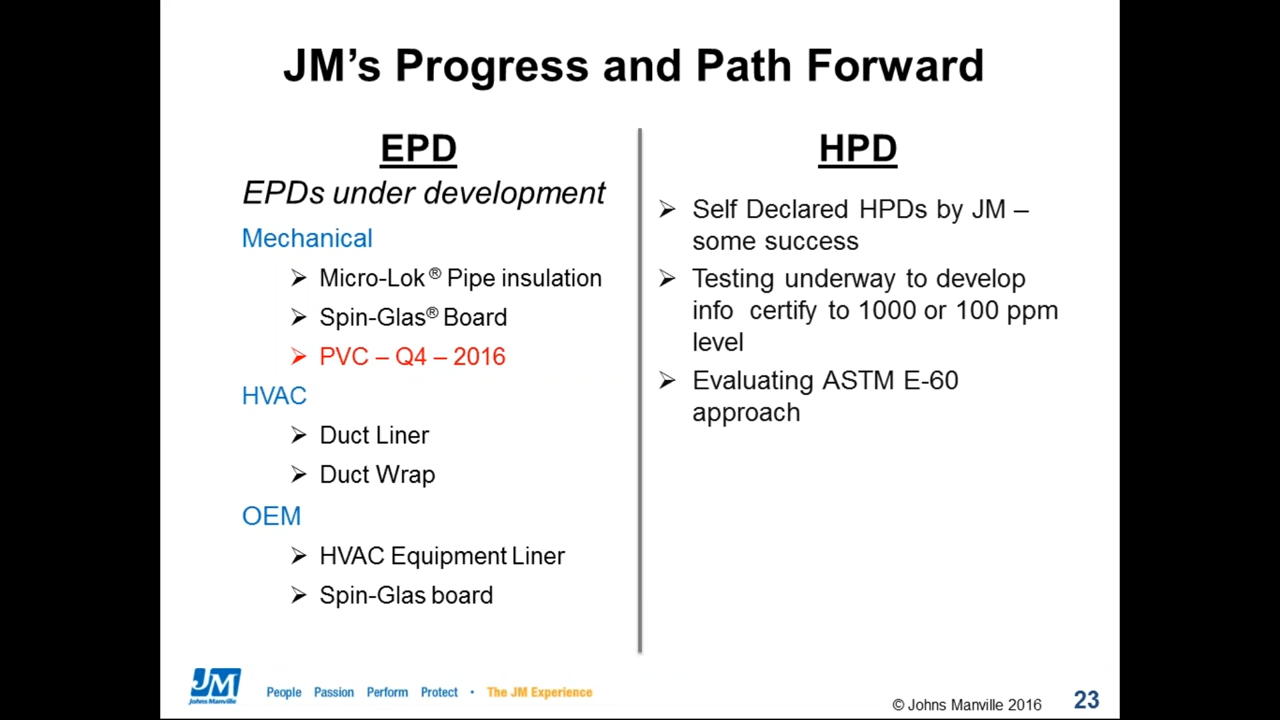 JM’s Progress and Path Forward
EPD
EPDs under development
Mechanical
➢ Micro-Lok® Pipe insulation
➢ Spin-Glas® Board
➢ PVC – Q4 – 2016
HVAC
➢ Duct Liner
➢ Duct Wrap
OEM
➢ HVAC Equipment Liner
➢ Spin-Glas board
HPD
➢ Self Declared HPDs by JM –
some success
➢ Testing underway to develop
info certify to 1000 or 100 ppm
level
➢ Evaluating ASTM E-60
approach
JM
Johns Manville
People Passion Perform Protect • The JM Experience
© Johns Manville 2016
23